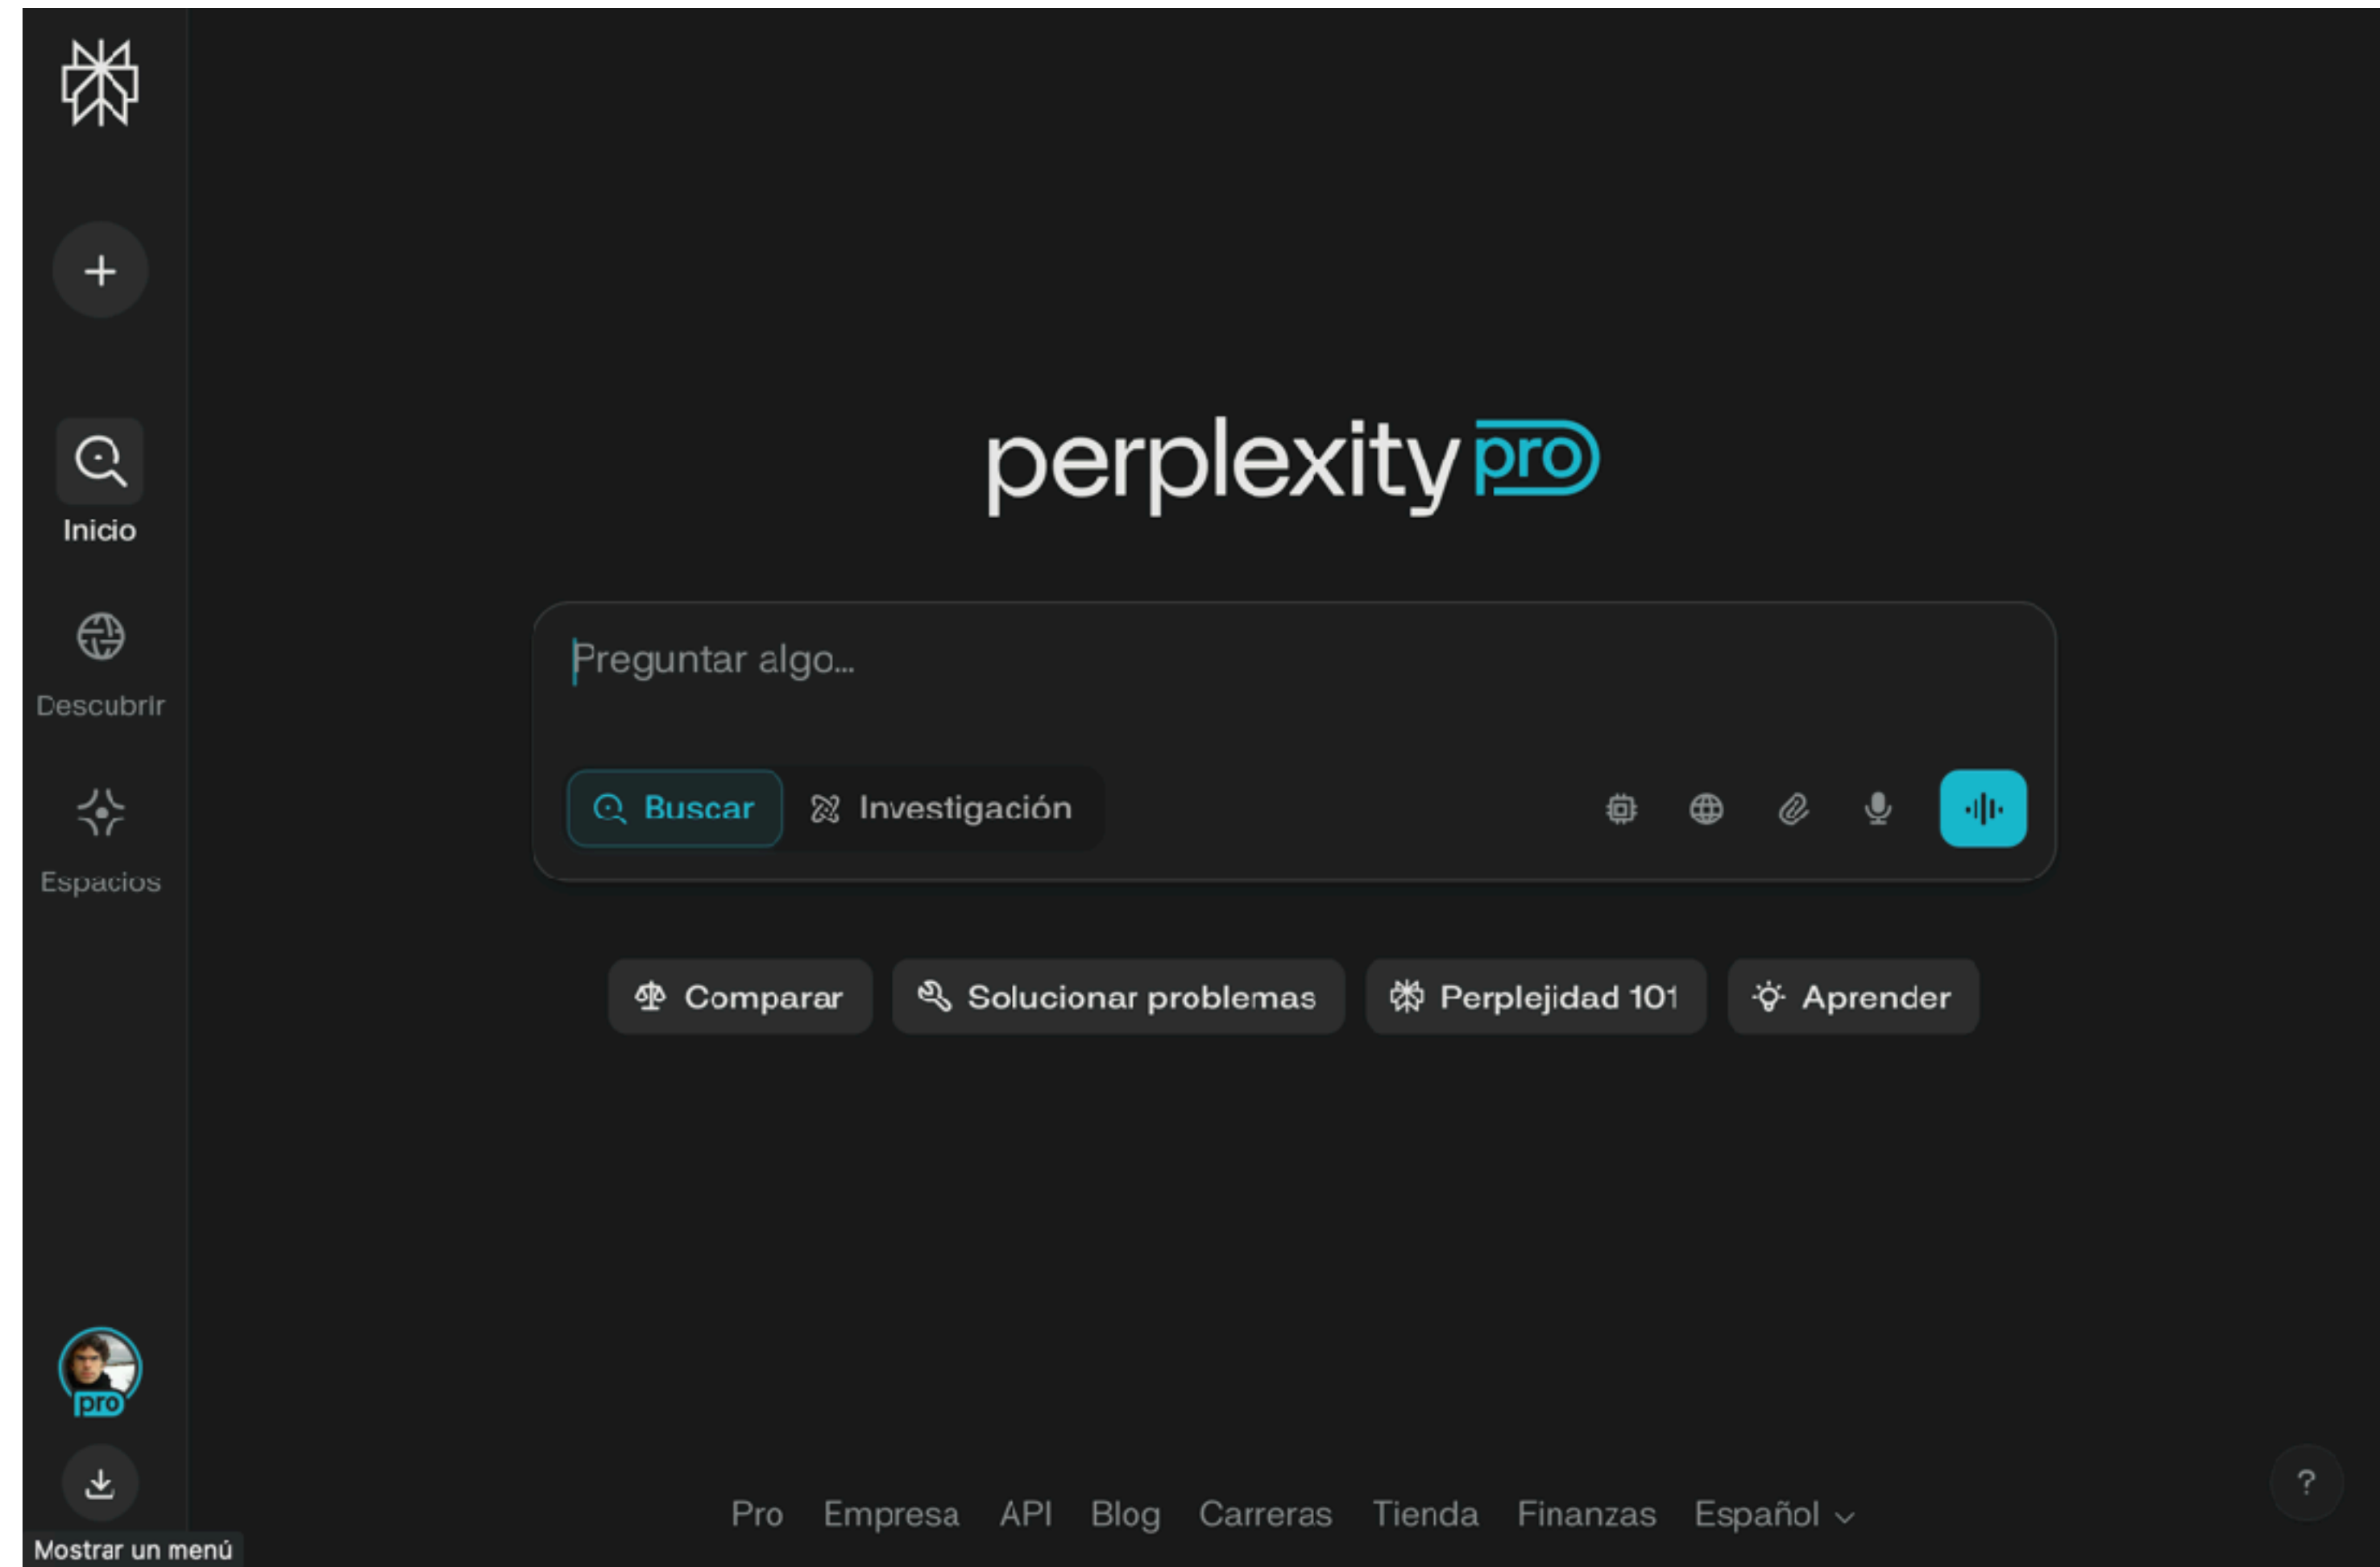 perplexity pro
Inicio
Descubrir
Espacios
Preguntar algo...
Buscar
Investigación
Comparar
Solucionar problemas
Perplejidad 101
Aprender
pro
Pro Empresa API Blog Carreras Tienda Finanzas Español
?
Mostrar un menú